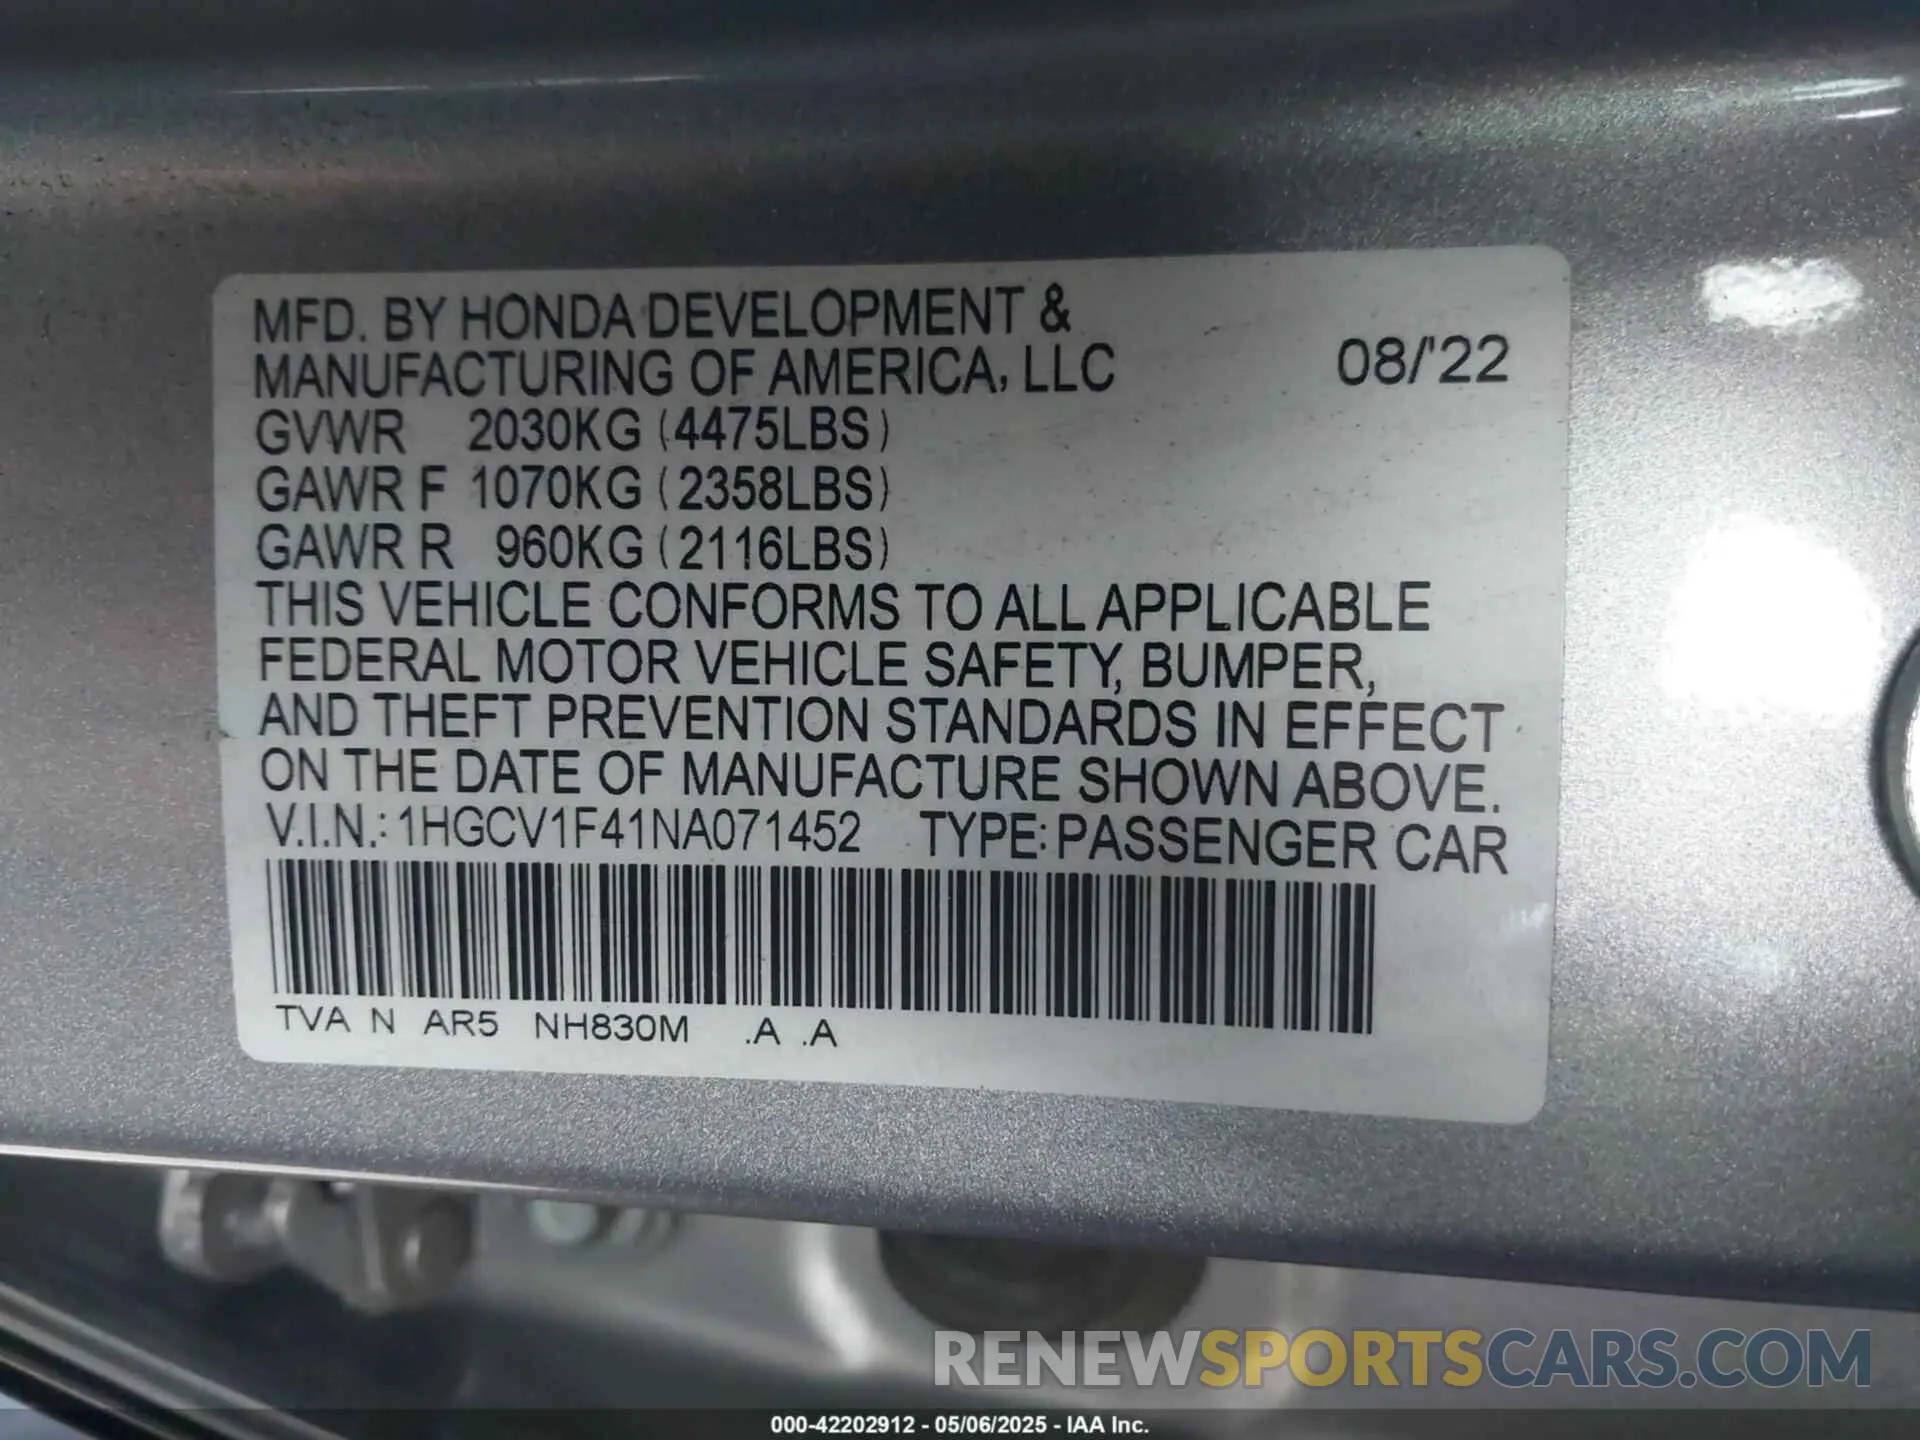 MFD. BY HONDA DEVELOPMENT &
MANUFACTURING OF AMERICA, LLC 08/'22
GVWR 2030KG (4475LBS)
GAWR F 1070KG (2358LBS)
GAWR R 960KG (2116LBS)
THIS VEHICLE CONFORMS TO ALL APPLICABLE
FEDERAL MOTOR VEHICLE SAFETY, BUMPER,
AND THEFT PREVENTION STANDARDS IN EFFECT
ON THE DATE OF MANUFACTURE SHOWN ABOVE.
V.I.N.: 1HGCV1F41NA071452 TYPE: PASSENGER CAR
TVA N AR5 NH830M .A .A
RENEWSPORTSCARS.COM
000-42202912 - 05/06/2025 - IAA Inc.